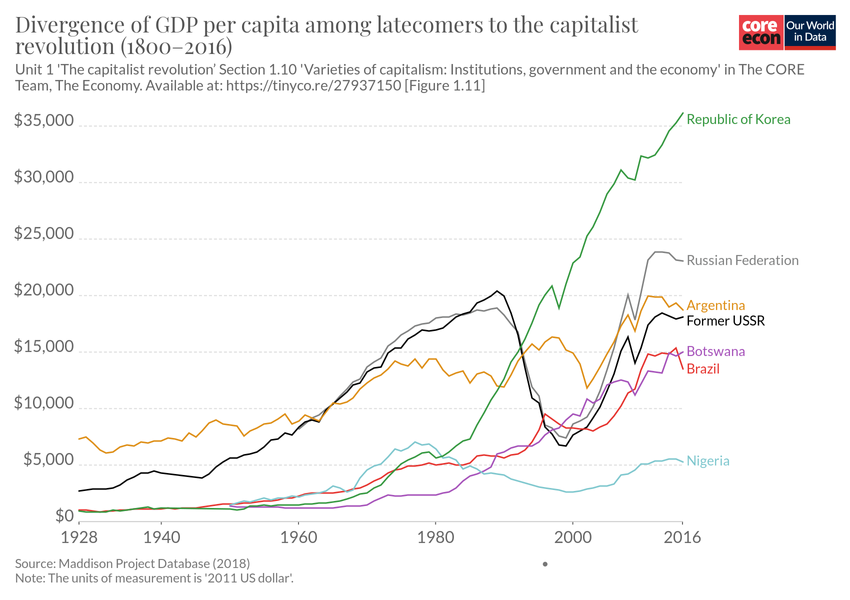 Divergence of GDP per capita among latecomers to the capitalist
revolution (1800–2016)
core
econ
Our World
in Data
Unit 1 'The capitalist revolution' Section 1.10 'Varieties of capitalism: Institutions, government and the economy' in The CORE
Team, The Economy. Available at: https://tinyco.re/27937150 [Figure 1.11]
$35,000
$30,000
$25,000
$20,000
$15,000
$10,000
$5,000
$0
Republic of Korea
Russian Federation
Argentina
Former USSR
Botswana
Brazil
Nigeria
1928
1940
1960
1980
2000
2016
Source: Maddison Project Database (2018)
Note: The units of measurement is '2011 US dollar'.